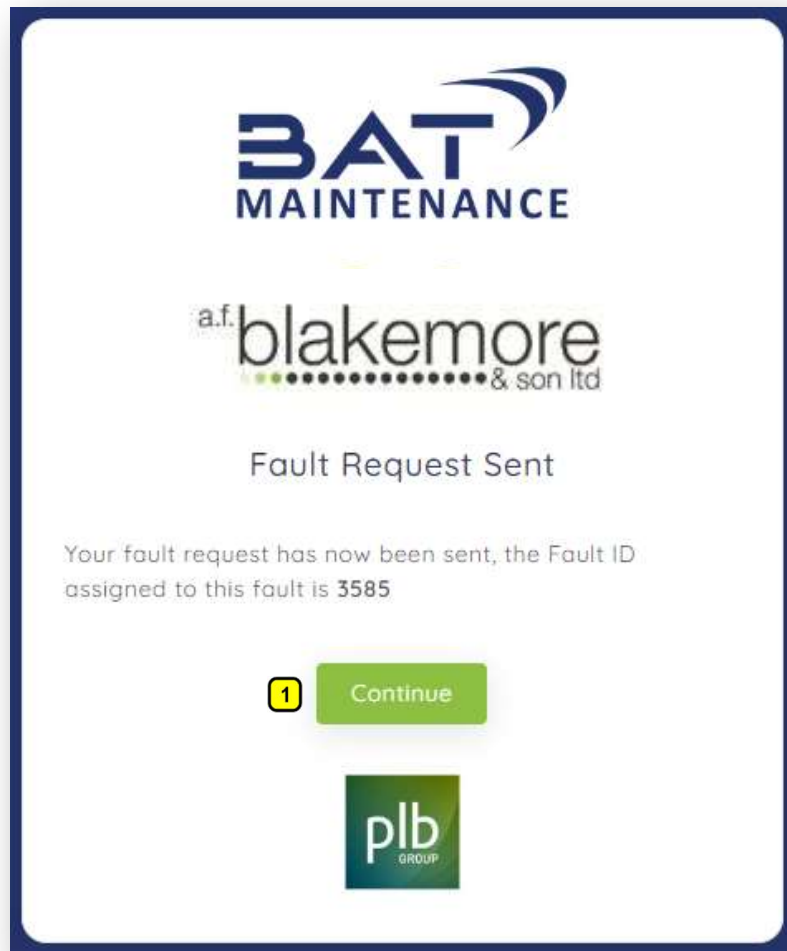 BAT
MAINTENANCE
a.f. blakemore
& son ltd
Fault Request Sent
Your fault request has now been sent, the Fault ID
assigned to this fault is 3585
1 Continue
plb
GROUP